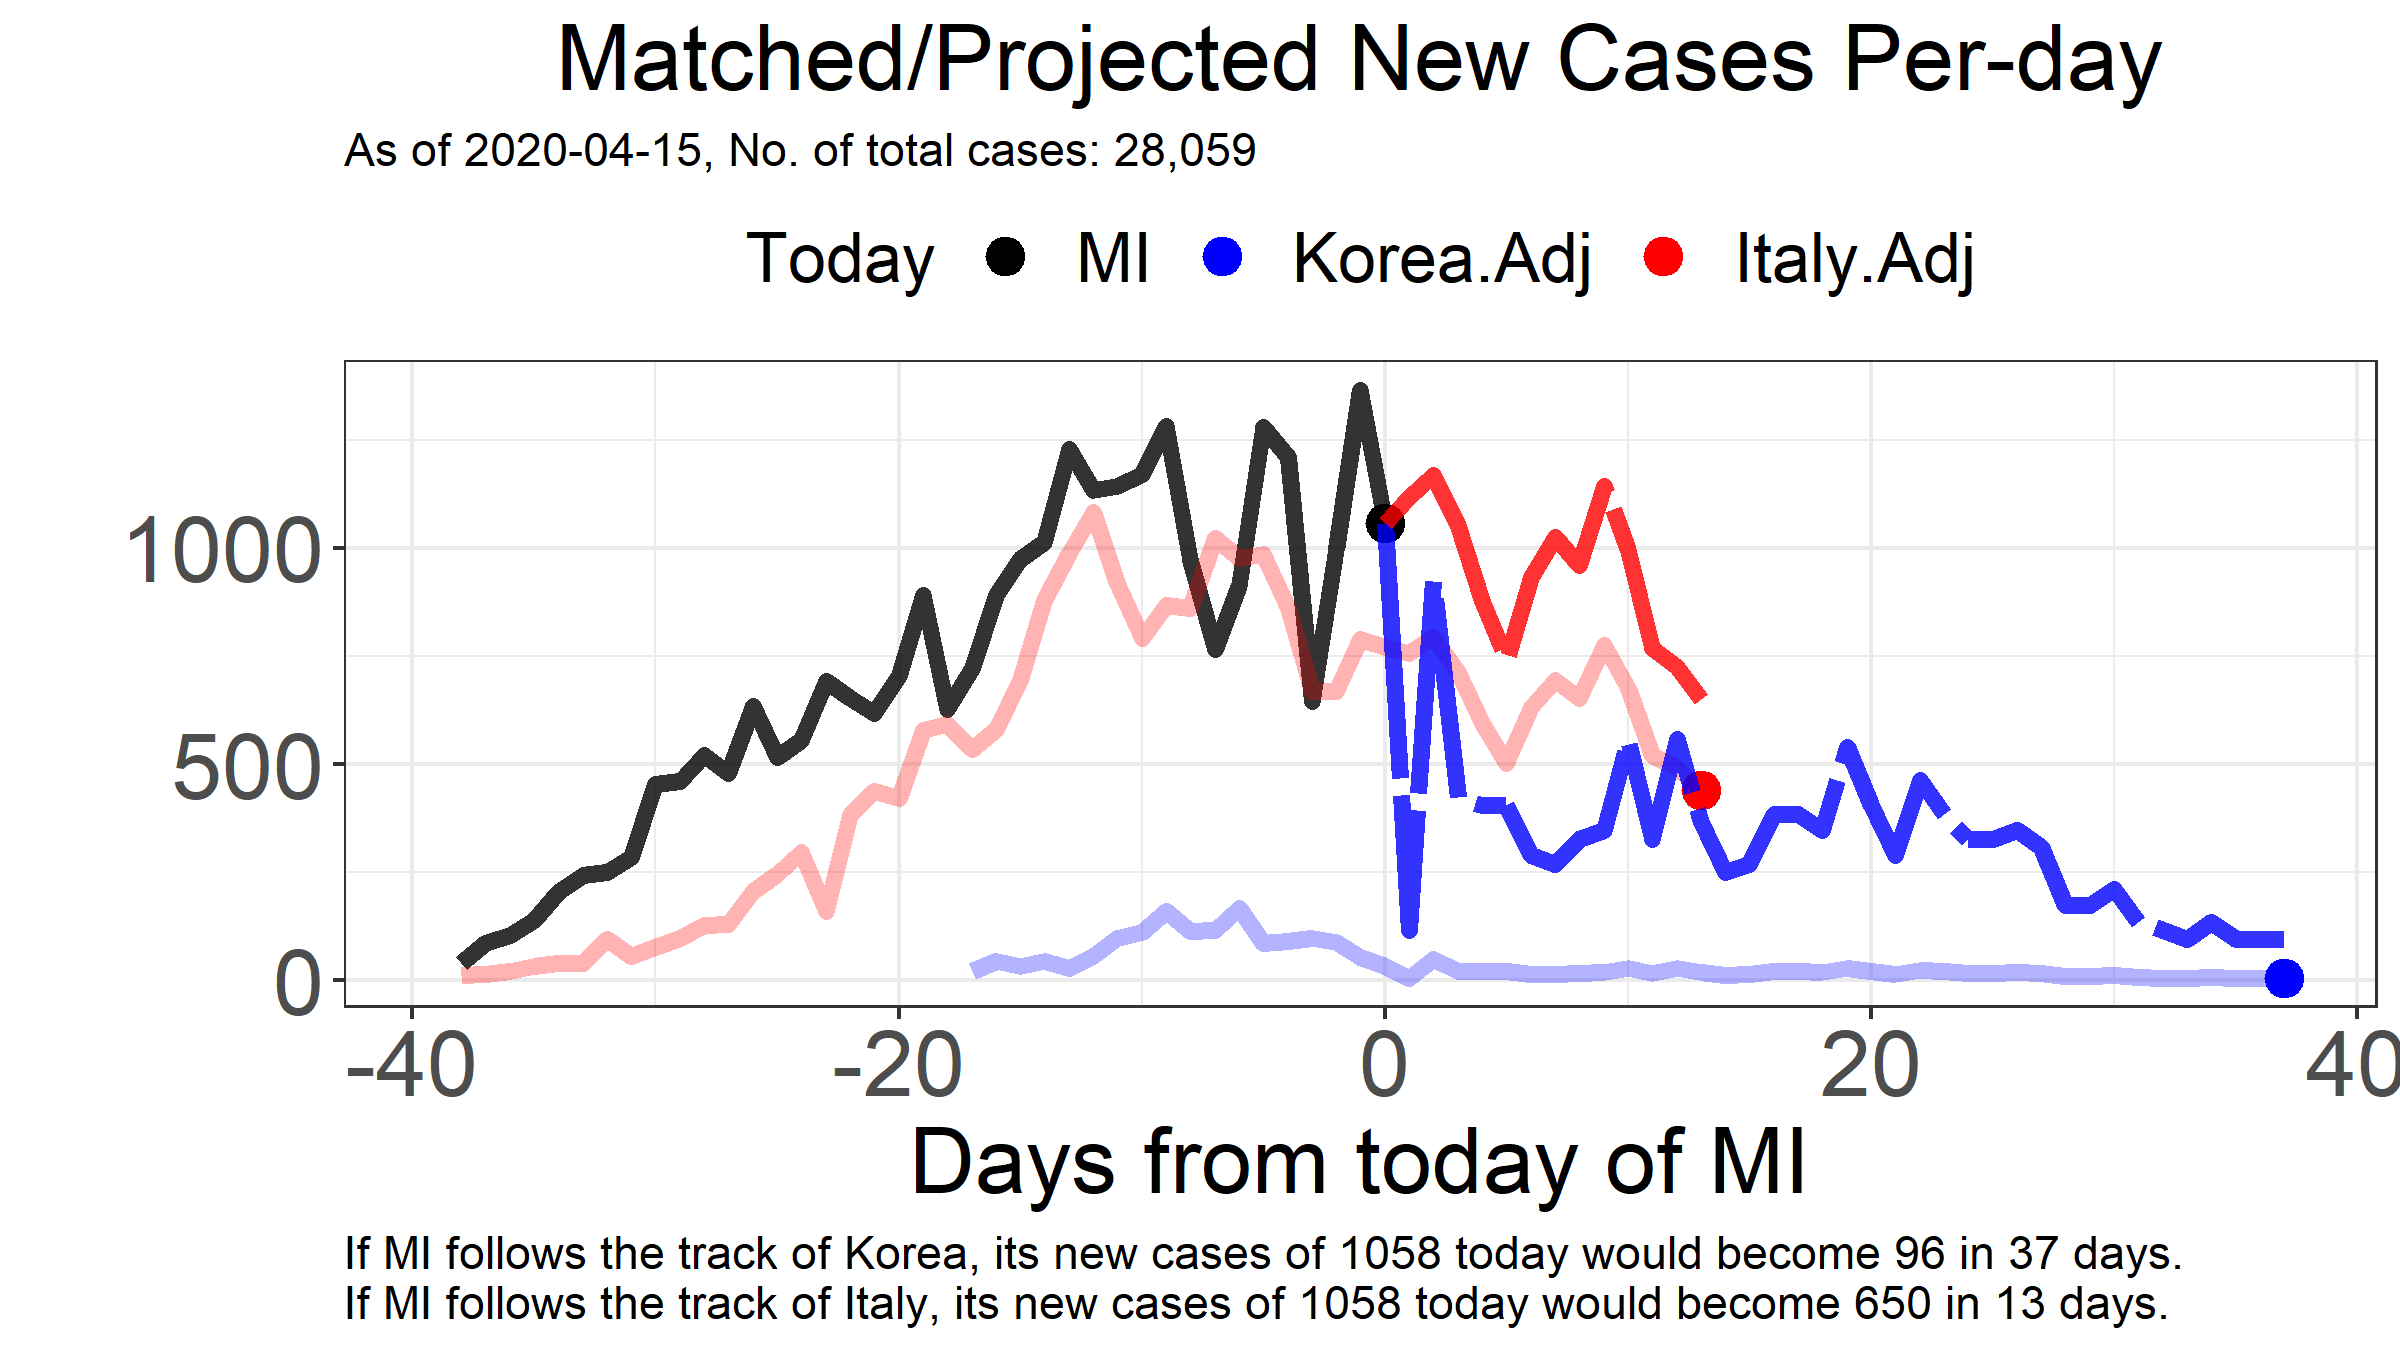 Matched/Projected New Cases Per-day
As of 2020-04-15, No. of total cases: 28,059
Today MI Korea.Adj Italy.Adj
1000
500
0
-40 -20 0 20 40
Days from today of MI
If MI follows the track of Korea, its new cases of 1058 today would become 96 in 37 days.
If MI follows the track of Italy, its new cases of 1058 today would become 650 in 13 days.